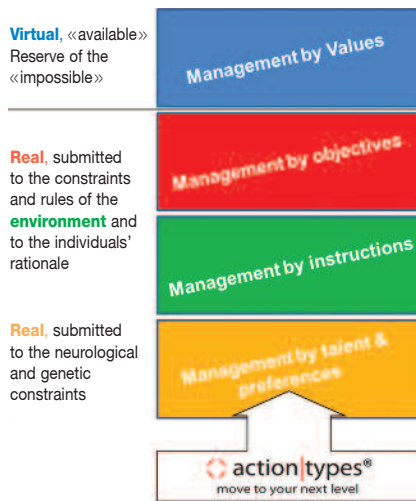 Virtual, «available»
Reserve of the
«impossible»
Management by Values
Real, submitted
to the constraints
and rules of the
environment and
to the individuals'
rationale
Management by objectives
Management by instructions
Real, submitted
to the neurological
and genetic
constraints
Management by talent &
preferences
action|types®
move to your next level